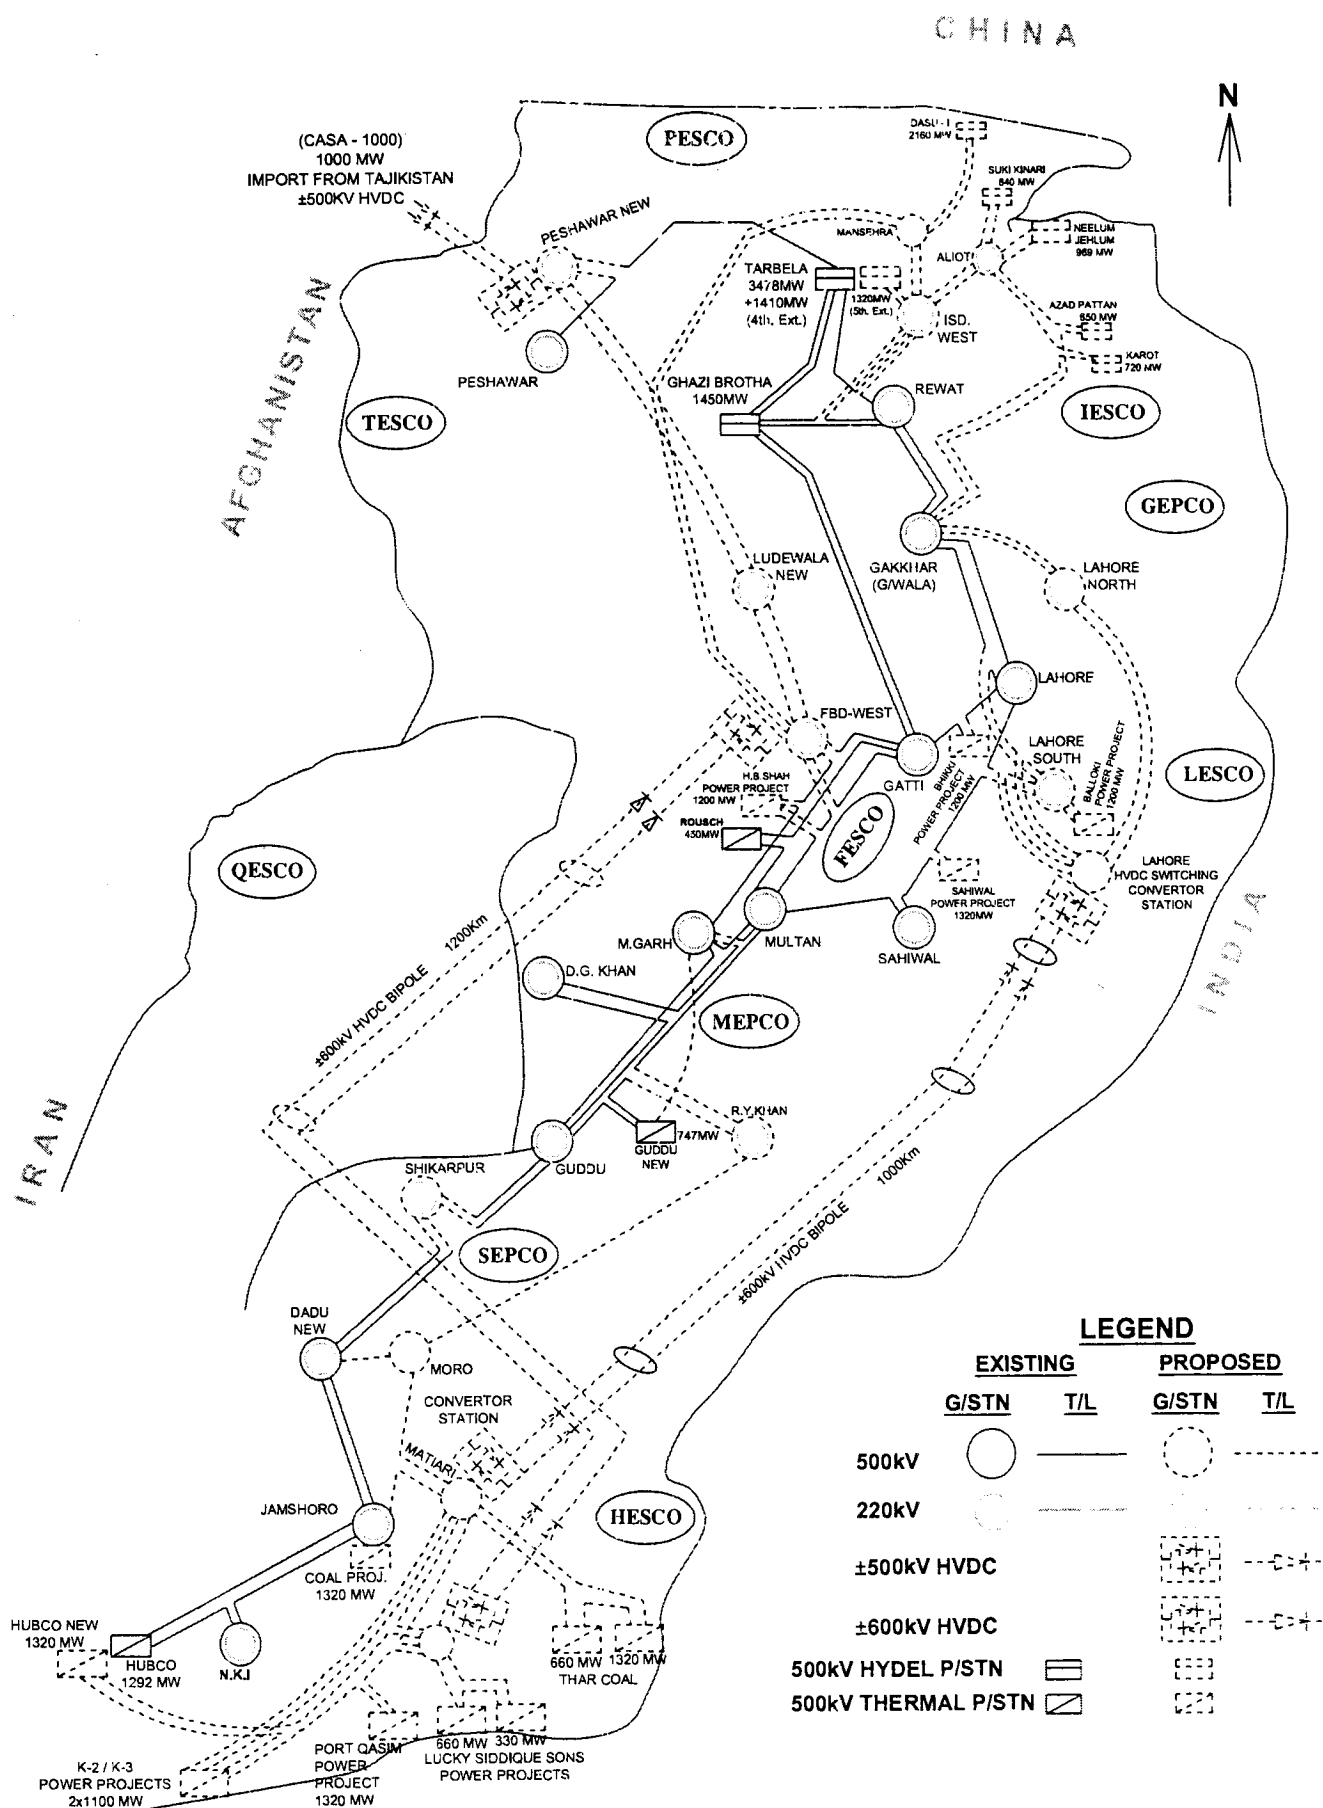 CHINA
N
(CASA - 1000)
1000 MW
IMPORT FROM TAJIKISTAN
±500KV HVDC
PESCO
DASU - I
2160 MW
SUKI KINARI
840 MW
PESHAWAR NEW
MANSEHRA
ALIOT
NEELUM
JEHLUM
969 MW
TARBELA
3478MW
+1410MW
(4th. Ext.)
1320MW
(5th. Ext.)
ISD.
WEST
AZAD PATTAN
650 MW
KAROT
720 MW
AFGHANISTAN
PESHAWAR
GHAZI BROTHA
1450MW
REWAT
TESCO
IESCO
GEPCO
LUDEWALA
NEW
GAKKHAR
(G/WALA)
LAHORE
NORTH
LAHORE
FBD-WEST
GATTI
BHIKKI
POWER PROJECT
1200 MW
LAHORE
SOUTH
BALLOKI
POWER PROJECT
1200 MW
LESCO
H.B.SHAH
POWER PROJECT
1200 MW
ROUSCH
450MW
FESCO
QESCO
LAHORE
HVDC SWITCHING
CONVERTOR
STATION
SAHIWAL
POWER PROJECT
1320MW
M.GARH
MULTAN
SAHIWAL
INDIA
±600kV HVDC BIPOLE 1200Km
D.G. KHAN
MEPCO
IRAN
R.Y.KHAN
747MW
GUDDU
NEW
GUDDU
SHIKARPUR
±600kV HVDC BIPOLE 1000Km
SEPCO
DADU
NEW
MORO
CONVERTOR
STATION
MATIARI
JAMSHORO
HESCO
COAL PROJ.
1320 MW
HUBCO NEW
1320 MW
HUBCO
1292 MW
N.K.I
660 MW 1320 MW
THAR COAL
PORT QASIM
POWER
PROJECT
1320 MW
660 MW 330 MW
LUCKY SIDDIQUE SONS
POWER PROJECTS
K-2 / K-3
POWER PROJECTS
2x1100 MW
LEGEND
EXISTING PROPOSED
G/STN T/L G/STN T/L
500kV
220kV
±500kV HVDC
±600kV HVDC
500kV HYDEL P/STN
500kV THERMAL P/STN